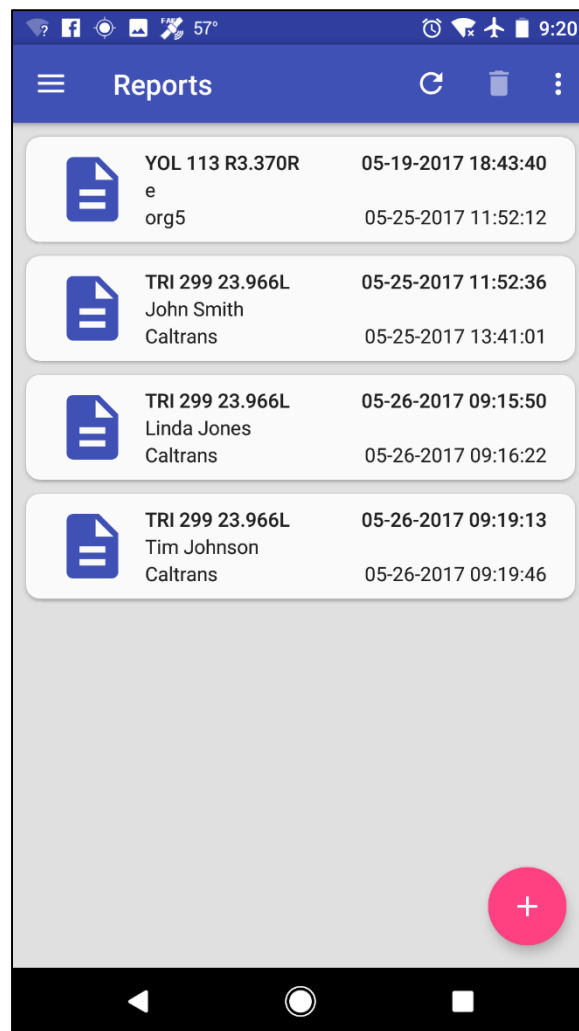 ? f FAKE 57° 9:20
Reports
YOL 113 R3.370R 05-19-2017 18:43:40
e
org5 05-25-2017 11:52:12
TRI 299 23.966L 05-25-2017 11:52:36
John Smith
Caltrans 05-25-2017 13:41:01
TRI 299 23.966L 05-26-2017 09:15:50
Linda Jones
Caltrans 05-26-2017 09:16:22
TRI 299 23.966L 05-26-2017 09:19:13
Tim Johnson
Caltrans 05-26-2017 09:19:46
+